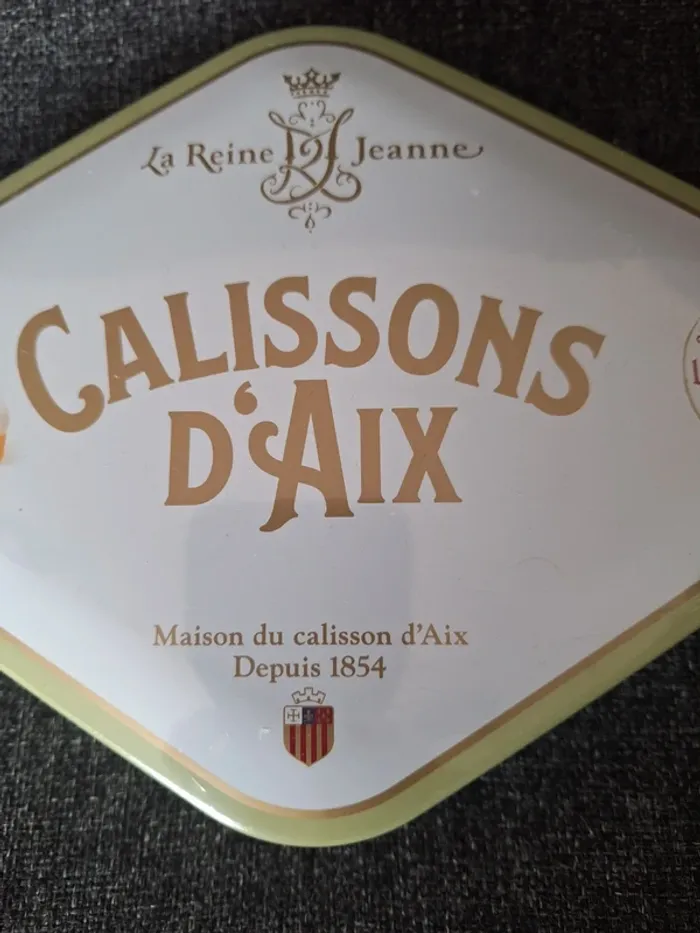 La Reine Jeanne
CALISSONS
D'AIX
Maison du calisson d'Aix
Depuis 1854